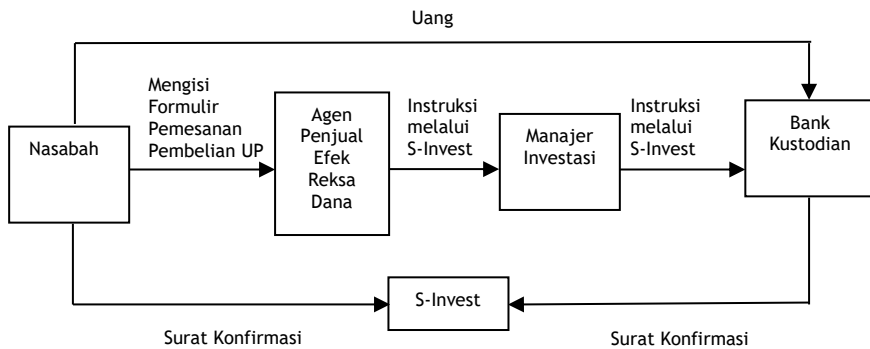 Uang
Mengisi
Formulir
Pemesanan
Pembelian UP
Nasabah
Agen
Penjual
Efek
Reksa
Dana
Instruksi
melalui
S-Invest
Manajer
Investasi
Instruksi
melalui
S-Invest
Bank
Kustodian
S-Invest
Surat Konfirmasi
Surat Konfirmasi